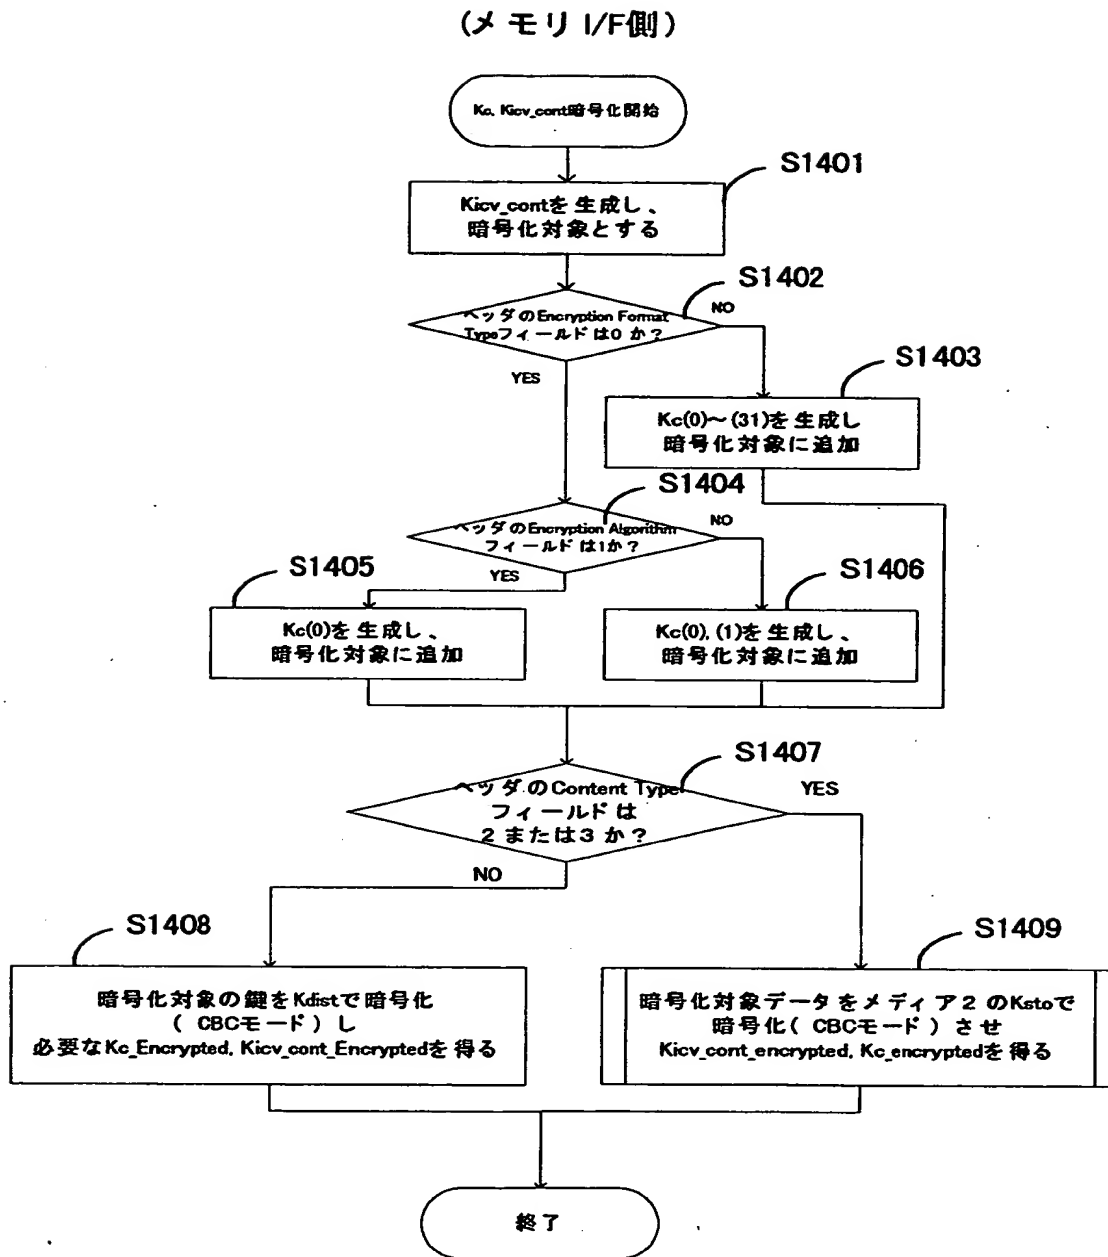 (メモリ I/F側)
Kc, Kicv_cont暗号化開始
S1401
Kicv_contを生成し、
暗号化対象とする
S1402
ヘッダのEncryption Format
Typeフィールドは0か?
NO
YES
S1403
Kc(0)～(31)を生成し
暗号化対象に追加
S1404
ヘッダのEncryption Algorithm
フィールドは1か?
NO
YES
S1405
Kc(0)を生成し、
暗号化対象に追加
S1406
Kc(0), (1)を生成し、
暗号化対象に追加
S1407
ヘッダのContent Type
フィールドは
2または3か?
YES
NO
S1408
暗号化対象の鍵をKdistで暗号化
(CBCモード)し
必要なKc_Encrypted, Kicv_cont_Encryptedを得る
S1409
暗号化対象データをメディア2のKstoで
暗号化(CBCモード)させ
Kicv_cont_encrypted, Kc_encryptedを得る
終了